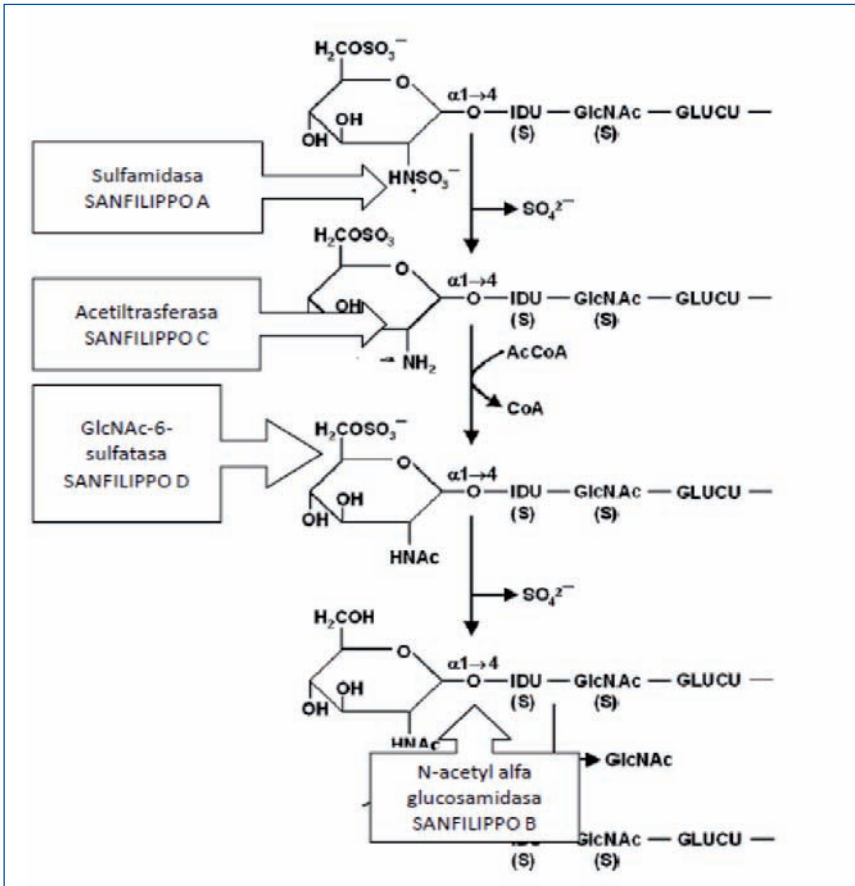 H₂COSO₃⁻
O
α1→4
O — IDU — GlcNAc — GLUCU —
(S) (S)
OH
OH
HNSO₃⁻
Sulfamidasa
SANFILIPPO A
SO₄²⁻
H₂COSO₃
O
α1→4
O — IDU — GlcNAc — GLUCU —
(S) (S)
OH
NH₂
Acetiltrasferasa
SANFILIPPO C
AcCoA
CoA
GlcNAc-6-
sulfatasa
SANFILIPPO D
H₂COSO₃⁻
O
α1→4
O — IDU — GlcNAc — GLUCU —
(S) (S)
OH
OH
HNAc
SO₄²⁻
H₂COH
O
α1→4
O — IDU — GlcNAc — GLUCU —
(S) (S)
OH
OH
HNAc
GlcNAc
N-acetyl alfa
glucosamidasa
SANFILIPPO B
IDU — GlcNAc — GLUCU —
(S) (S)